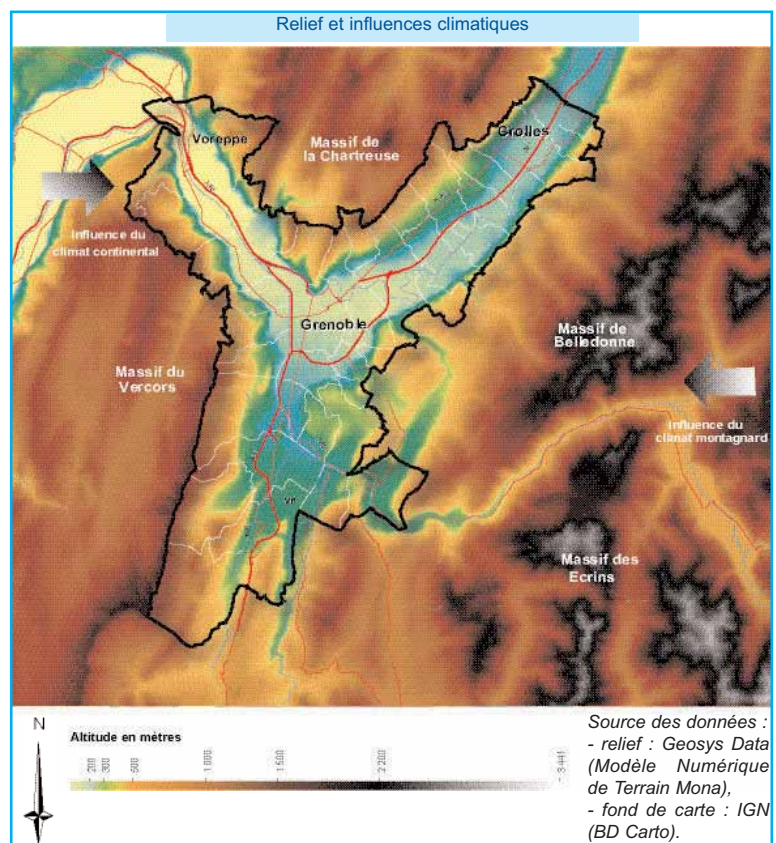 Relief et influences climatiques
Voreppe
Massif de
la Chartreuse
Crolles
Influence du
climat continental
Grenoble
Massif de
Belledonne
Massif du
Vercors
Influence du
climat montagnard
Massif des
Ecrins
N
Altitude en mètres
200
300
500
1 000
1 500
2 200
3 441
Source des données :
- relief : Geosys Data
(Modèle Numérique
de Terrain Mona),
- fond de carte : IGN
(BD Carto).